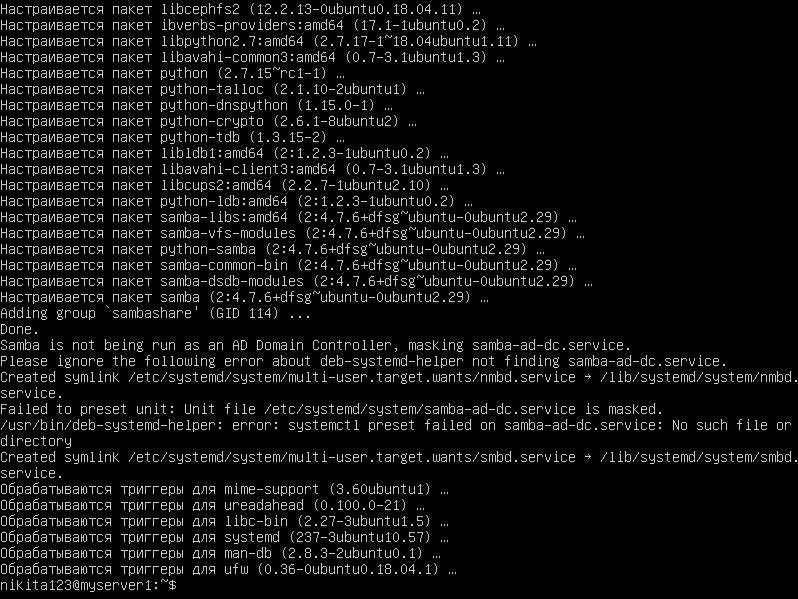 Настраивается пакет libcephfs2 (12.2.13-0ubuntu0.18.04.11) …
Настраивается пакет ibverbs-providers:amd64 (17.1-1ubuntu0.2) …
Настраивается пакет libpython2.7:amd64 (2.7.17-1~18.04ubuntu1.11) …
Настраивается пакет libavahi-common3:amd64 (0.7-3.1ubuntu1.3) …
Настраивается пакет python (2.7.15~rc1-1) …
Настраивается пакет python-talloc (2.1.10-2ubuntu1) …
Настраивается пакет python-dnspython (1.15.0-1) …
Настраивается пакет python-crypto (2.6.1-8ubuntu2) …
Настраивается пакет python-tdb (1.3.15-2) …
Настраивается пакет libldb1:amd64 (2:1.2.3-1ubuntu0.2) …
Настраивается пакет libavahi-client3:amd64 (0.7-3.1ubuntu1.3) …
Настраивается пакет libcups2:amd64 (2.2.7-1ubuntu2.10) …
Настраивается пакет python-ldb:amd64 (2:1.2.3-1ubuntu0.2) …
Настраивается пакет samba-libs:amd64 (2:4.7.6+dfsg~ubuntu-0ubuntu2.29) …
Настраивается пакет samba-vfs-modules (2:4.7.6+dfsg~ubuntu-0ubuntu2.29) …
Настраивается пакет python-samba (2:4.7.6+dfsg~ubuntu-0ubuntu2.29) …
Настраивается пакет samba-common-bin (2:4.7.6+dfsg~ubuntu-0ubuntu2.29) …
Настраивается пакет samba-dsdb-modules (2:4.7.6+dfsg~ubuntu-0ubuntu2.29) …
Настраивается пакет samba (2:4.7.6+dfsg~ubuntu-0ubuntu2.29) …
Adding group `sambashare' (GID 114) ...
Done.
Samba is not being run as an AD Domain Controller, masking samba-ad-dc.service.
Please ignore the following error about deb-systemd-helper not finding samba-ad-dc.service.
Created symlink /etc/systemd/system/multi-user.target.wants/nmbd.service → /lib/systemd/system/nmbd.
service.
Failed to preset unit: Unit file /etc/systemd/system/samba-ad-dc.service is masked.
/usr/bin/deb-systemd-helper: error: systemctl preset failed on samba-ad-dc.service: No such file or
directory
Created symlink /etc/systemd/system/multi-user.target.wants/smbd.service → /lib/systemd/system/smbd.
service.
Обрабатываются триггеры для mime-support (3.60ubuntu1) …
Обрабатываются триггеры для ureadahead (0.100.0-21) …
Обрабатываются триггеры для libc-bin (2.27-3ubuntu1.5) …
Обрабатываются триггеры для systemd (237-3ubuntu10.57) …
Обрабатываются триггеры для man-db (2.8.3-2ubuntu0.1) …
Обрабатываются триггеры для ufw (0.36-0ubuntu0.18.04.1) …
nikita123@myserver1:~$